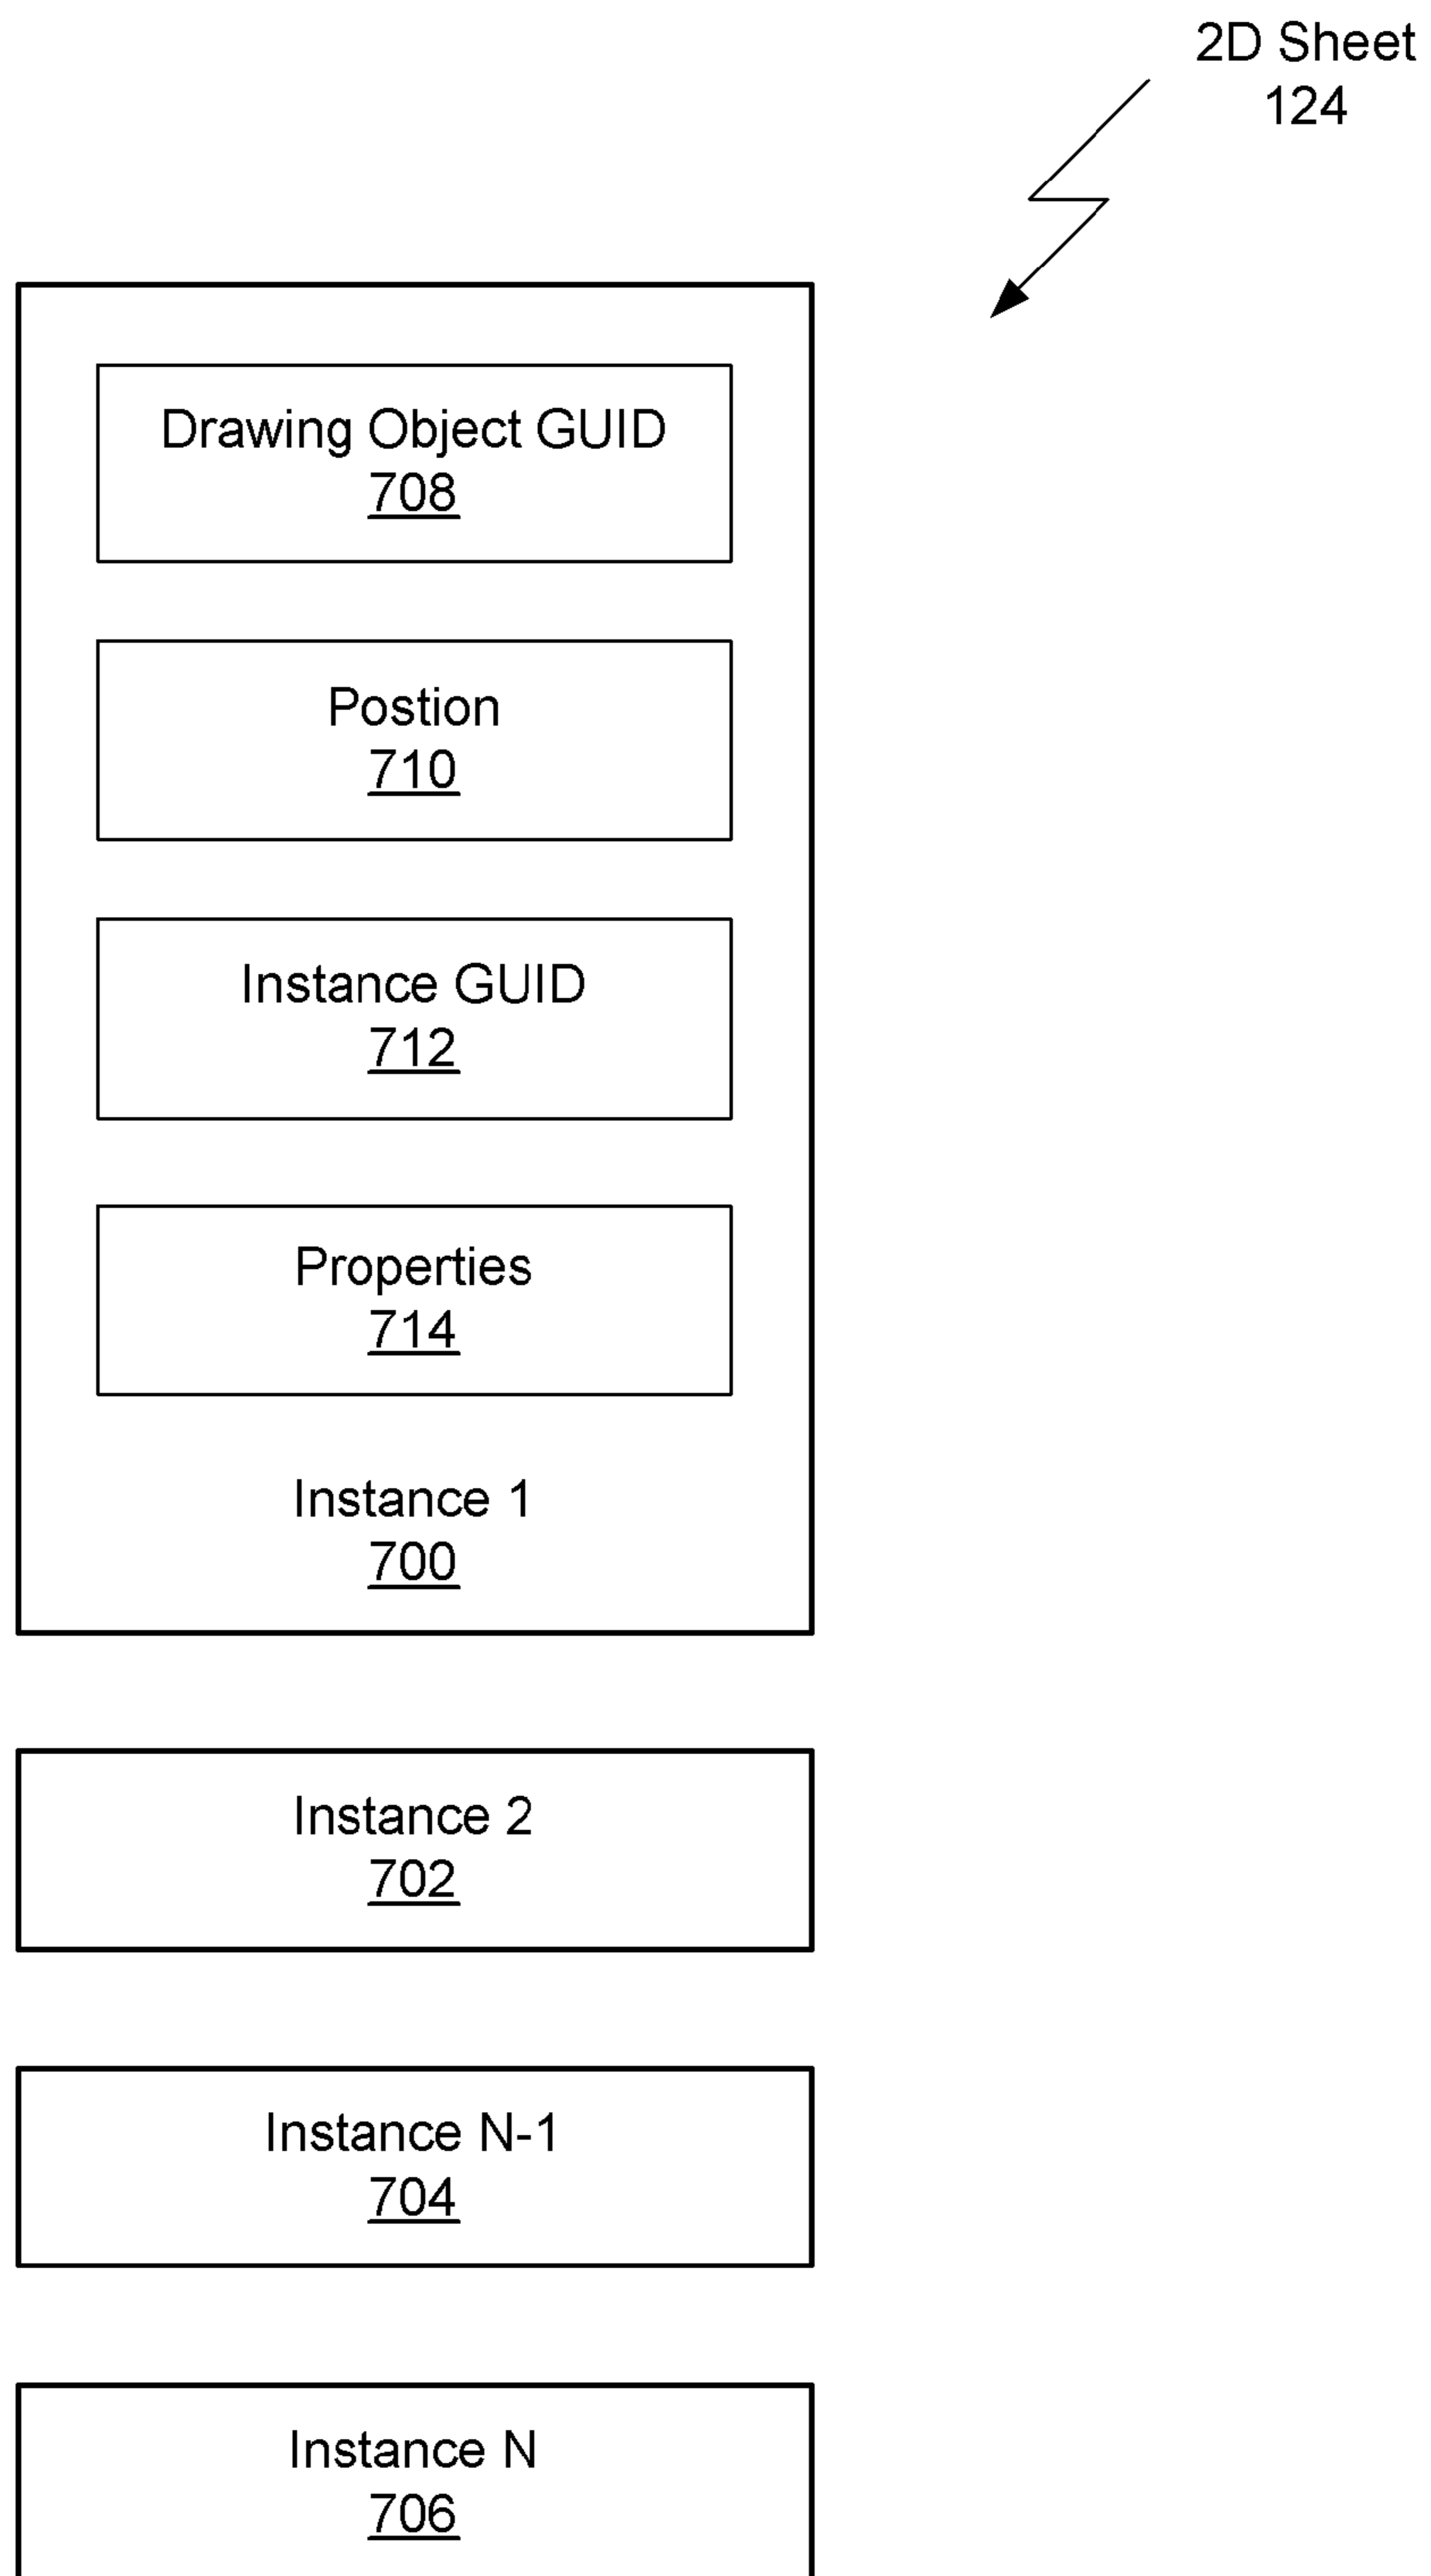 2D Sheet
124
Drawing Object GUID
708
Postion
710
Instance GUID
712
Properties
714
Instance 1
700
Instance 2
702
Instance N-1
704
Instance N
706